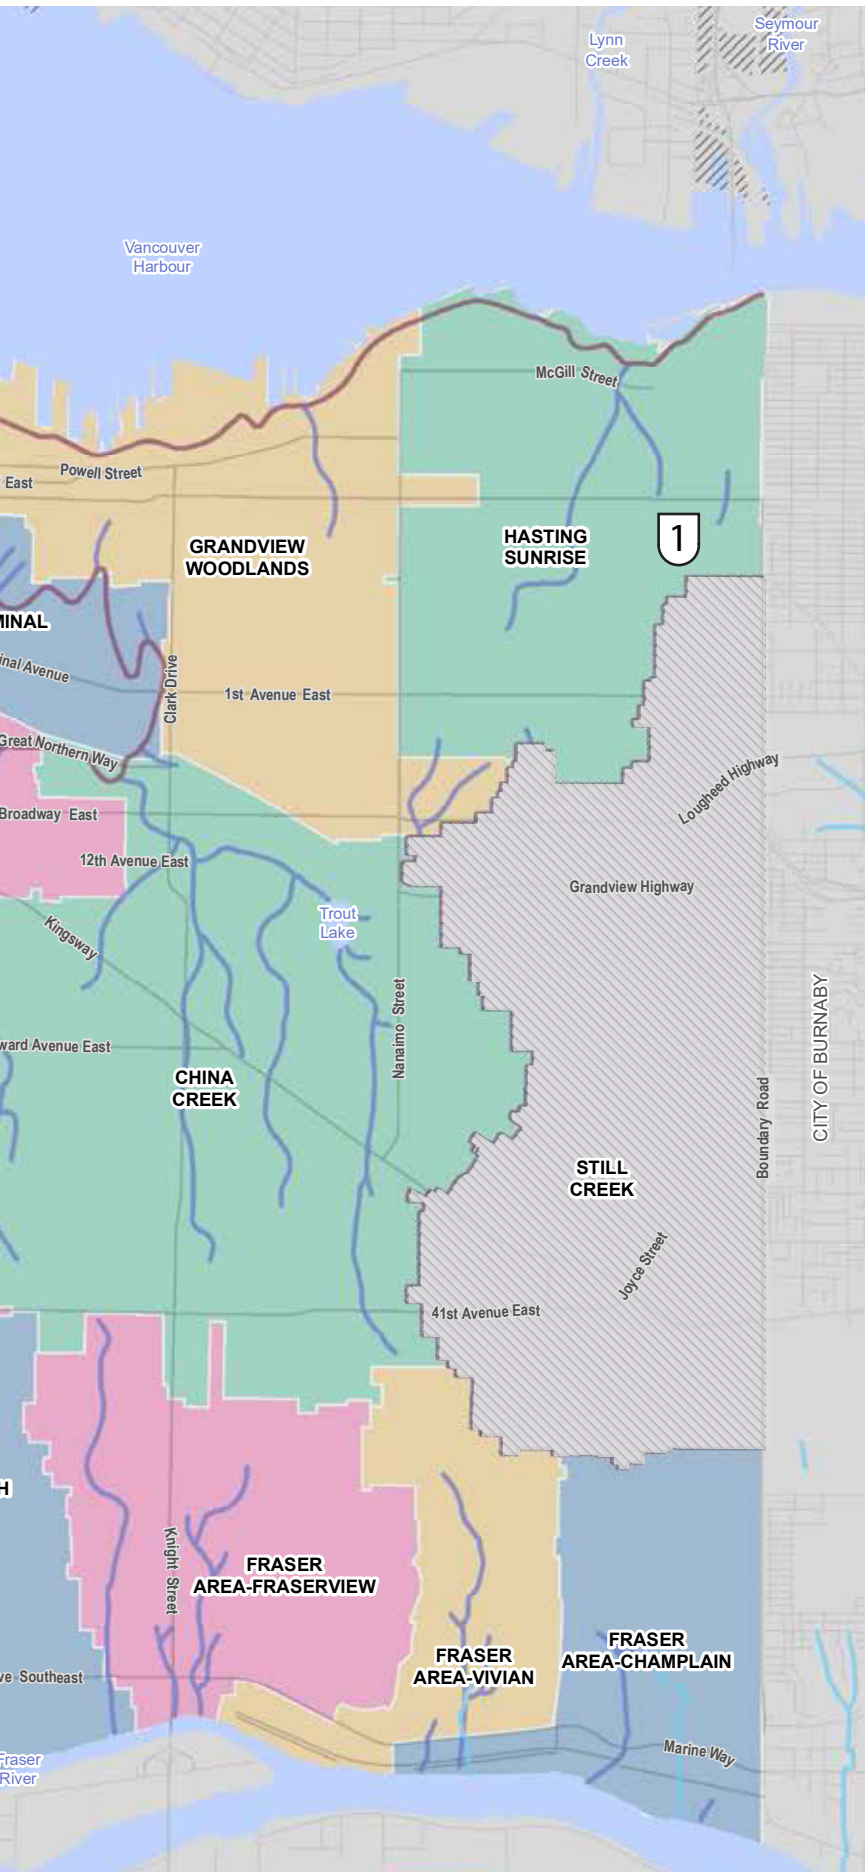 Lynn
Creek
Seymour
River
Vancouver
Harbour
McGill Street
Powell Street
East
HASTING
SUNRISE
1
GRANDVIEW
WOODLANDS
MINAL
inal Avenue
Clark Drive
1st Avenue East
Great Northern Way
Lougheed Highway
Broadway East
12th Avenue East
Grandview Highway
Kingsway
Trout
Lake
Nanaimo Street
CITY OF BURNABY
ward Avenue East
CHINA
CREEK
Boundary Road
STILL
CREEK
Joyce Street
41st Avenue East
H
Knight Street
FRASER
AREA-FRASERVIEW
FRASER
AREA-VIVIAN
FRASER
AREA-CHAMPLAIN
ve Southeast
Marine Way
Fraser
River